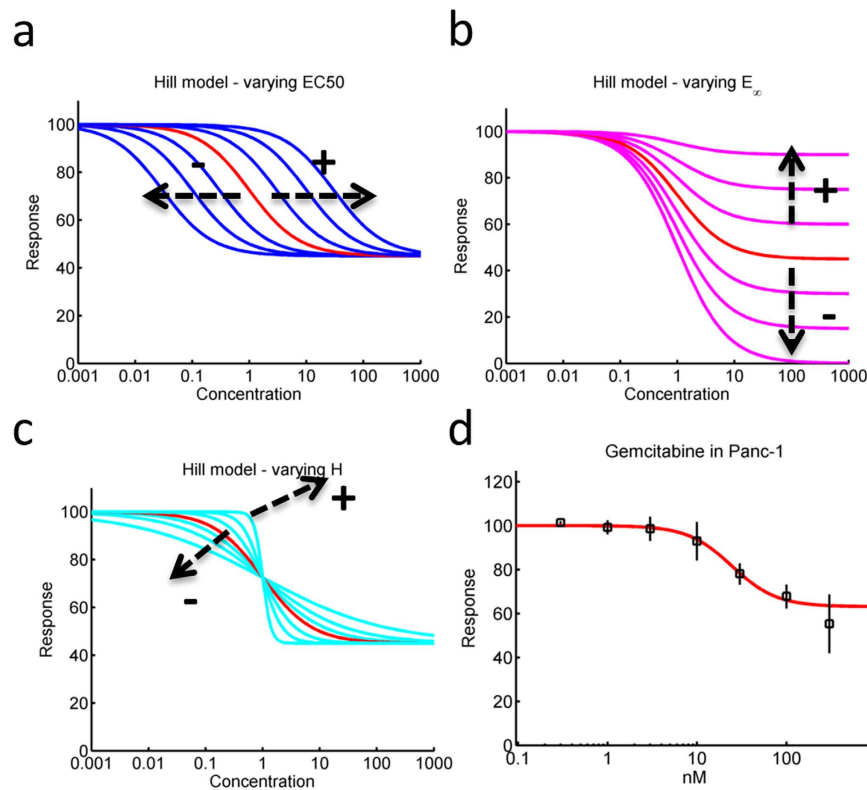 a
Hill model - varying EC50
Response
100
80
60
40
20
0
-
+
0.001 0.01 0.1 1 10 100 1000
Concentration
b
Hill model - varying E∞
Response
100
80
60
40
20
0
+
-
0.001 0.01 0.1 1 10 100 1000
Concentration
c
Hill model - varying H
Response
100
80
60
40
20
0
+
-
0.001 0.01 0.1 1 10 100 1000
Concentration
d
Gemcitabine in Panc-1
Response
120
100
80
60
40
20
0
0.1 1 10 100
nM